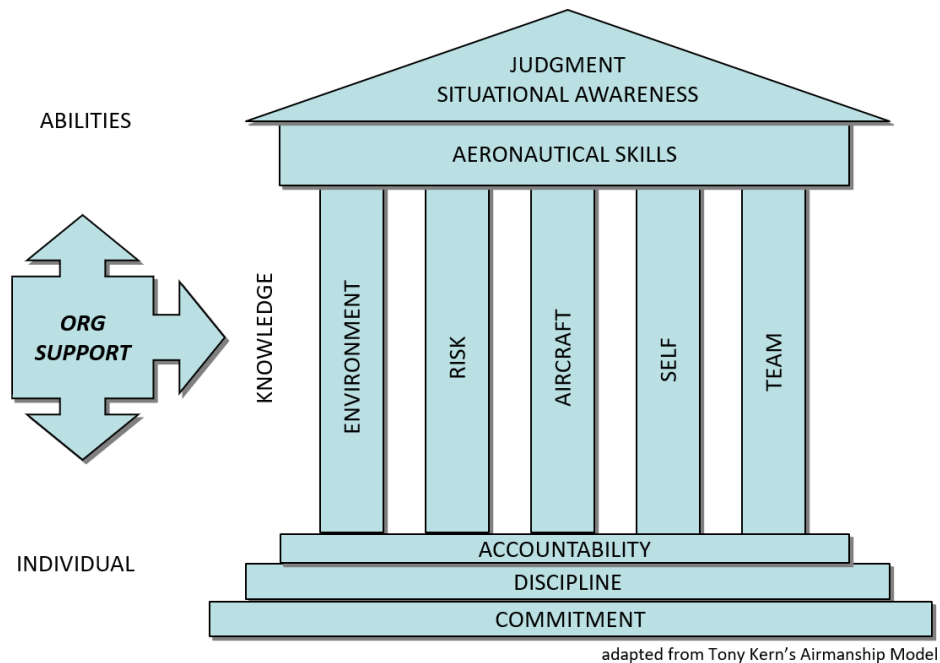 JUDGMENT
SITUATIONAL AWARENESS
ABILITIES
AERONAUTICAL SKILLS
ORG
SUPPORT
KNOWLEDGE
ENVIRONMENT
RISK
AIRCRAFT
SELF
TEAM
ACCOUNTABILITY
INDIVIDUAL
DISCIPLINE
COMMITMENT
adapted from Tony Kern's Airmanship Model